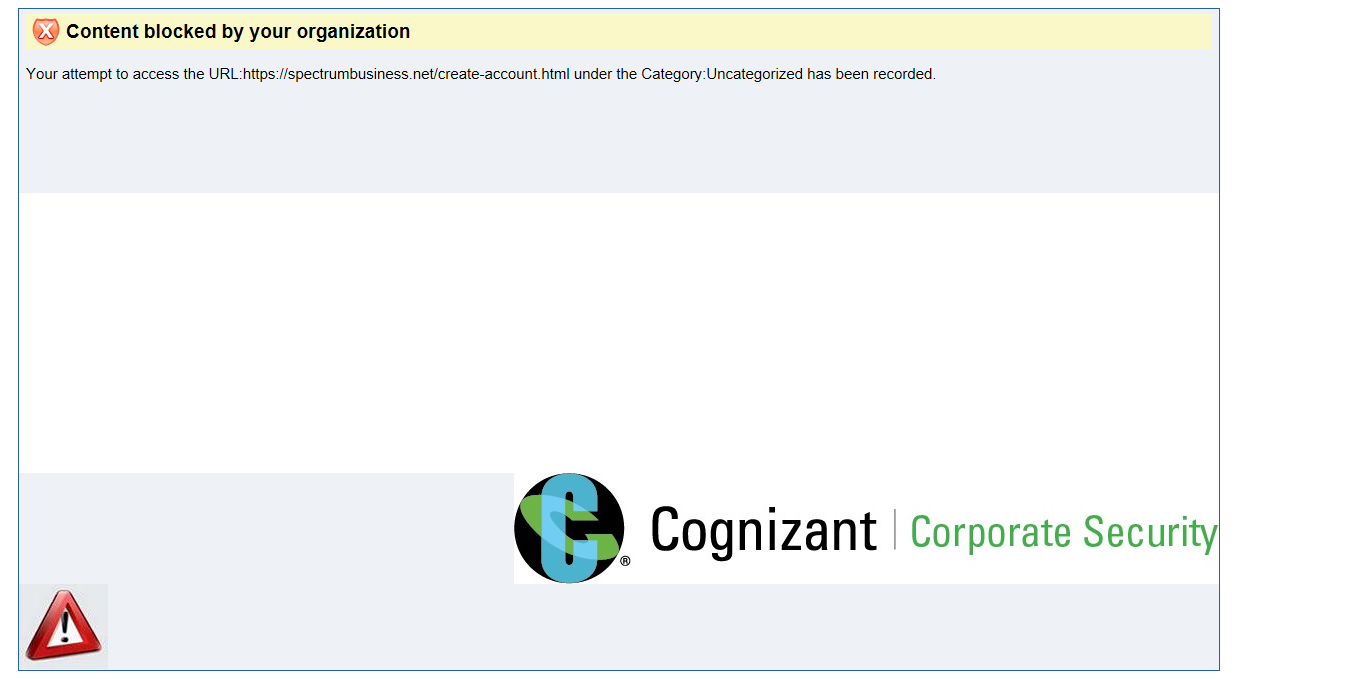 Content blocked by your organization
Your attempt to access the URL:https://spectrumbusiness.net/create-account.html under the Category:Uncategorized has been recorded.
® Cognizant | Corporate Security